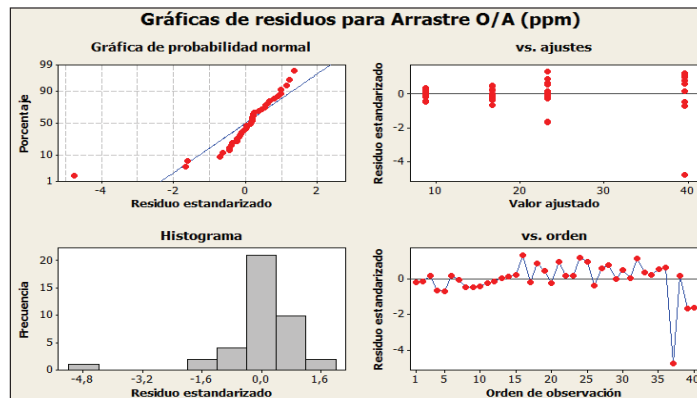 Gráficas de residuos para Arrastre O/A (ppm)
Gráfica de probabilidad normal
Porcentaje
99
90
50
10
1
-4
-2
0
2
Residuo estandarizado
vs. ajustes
Residuo estandarizado
0
-2
-4
10
20
30
40
Valor ajustado
Histograma
Frecuencia
20
15
10
5
0
-4,8
-3,2
-1,6
0,0
1,6
Residuo estandarizado
vs. orden
Residuo estandarizado
0
-2
-4
1
5
10
15
20
25
30
35
40
Orden de observación